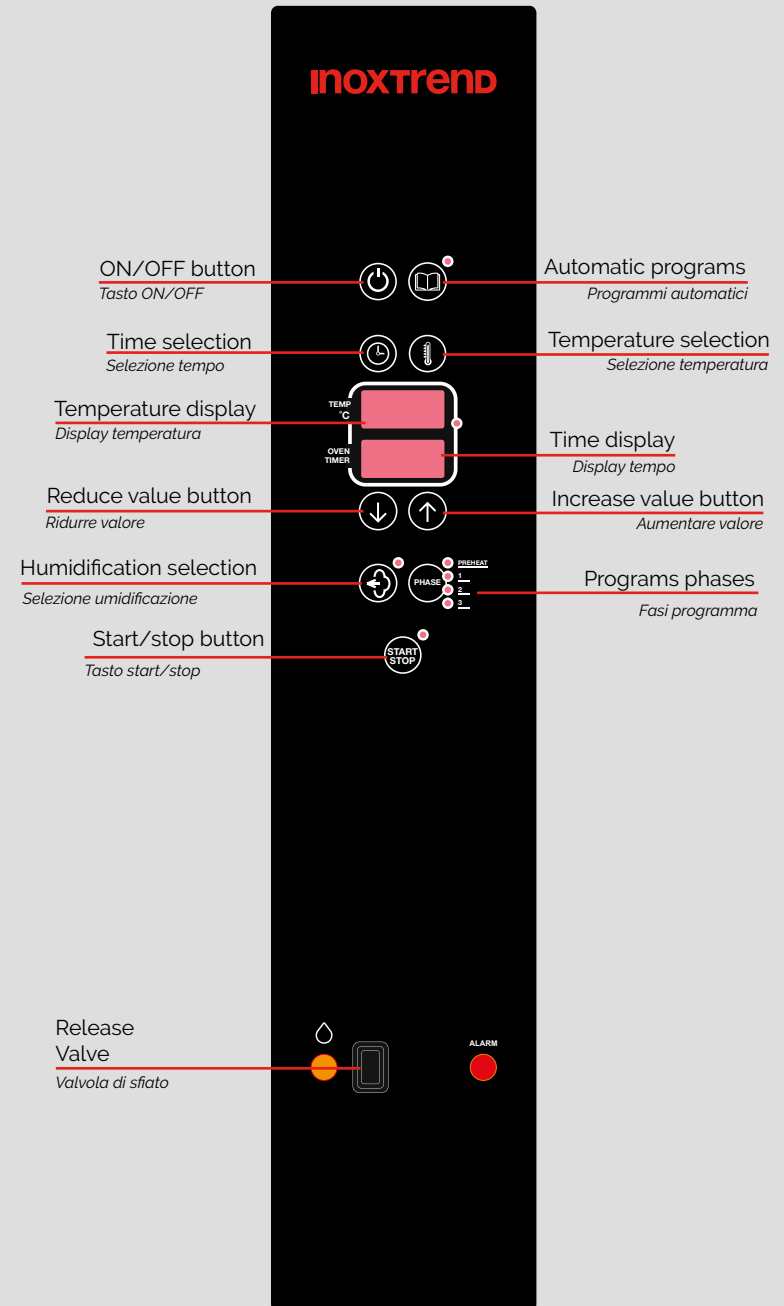 INOXTREND
ON/OFF button
Tasto ON/OFF
Automatic programs
Programmi automatici
Time selection
Selezione tempo
Temperature selection
Selezione temperatura
Temperature display
Display temperatura
TEMP
°C
OVEN
TIMER
Time display
Display tempo
Reduce value button
Ridurre valore
Increase value button
Aumentare valore
Humidification selection
Selezione umidificazione
PHASE
PREHEAT
1
2
3
Programs phases
Fasi programma
Start/stop button
Tasto start/stop
START
STOP
Release
Valve
Valvola di sfiato
ALARM